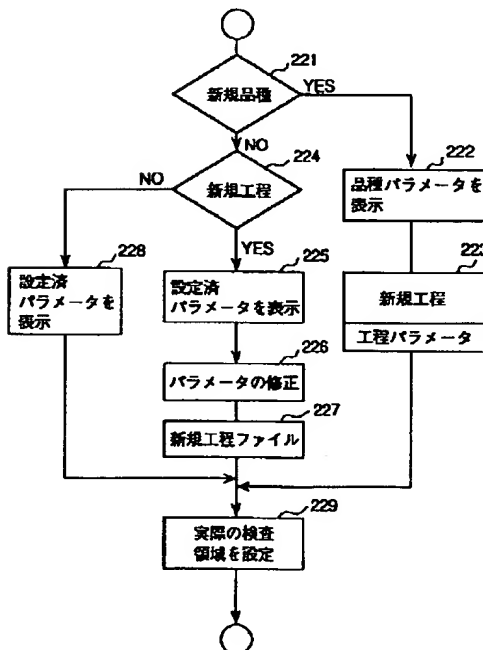 221
新規品種
YES
NO
224
新規工程
NO
YES
222
品種パラメータを
表示
223
新規工程
工程パラメータ
228
設定済
パラメータを
表示
225
設定済
パラメータを表示
226
パラメータの修正
227
新規工程ファイル
229
実際の検査
領域を設定